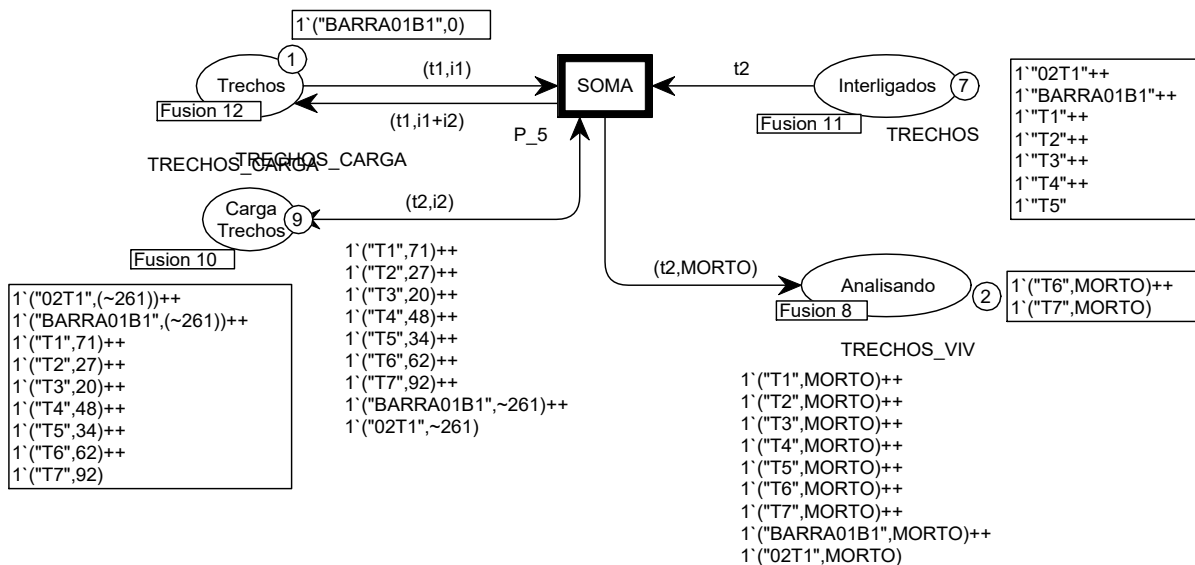 1`("BARRA01B1",0)
1
Trechos
Fusion 12
(t1,i1)
(t1,i1+i2)
SOMA
P_5
t2
Interligados
7
Fusion 11
TRECHOS
1`"02T1"++
1`"BARRA01B1"++
1`"T1"++
1`"T2"++
1`"T3"++
1`"T4"++
1`"T5"
TRECHOS_CARGA
TRECHOS_CARGA
Carga
Trechos
9
Fusion 10
(t2,i2)
1`("02T1",(~261))++
1`("BARRA01B1",(~261))++
1`("T1",71)++
1`("T2",27)++
1`("T3",20)++
1`("T4",48)++
1`("T5",34)++
1`("T6",62)++
1`("T7",92)
1`("T1",71)++
1`("T2",27)++
1`("T3",20)++
1`("T4",48)++
1`("T5",34)++
1`("T6",62)++
1`("T7",92)++
1`("BARRA01B1",~261)++
1`("02T1",~261)
(t2,MORTO)
Analisando
2
Fusion 8
1`("T6",MORTO)++
1`("T7",MORTO)
TRECHOS_VIV
1`("T1",MORTO)++
1`("T2",MORTO)++
1`("T3",MORTO)++
1`("T4",MORTO)++
1`("T5",MORTO)++
1`("T6",MORTO)++
1`("T7",MORTO)++
1`("BARRA01B1",MORTO)++
1`("02T1",MORTO)